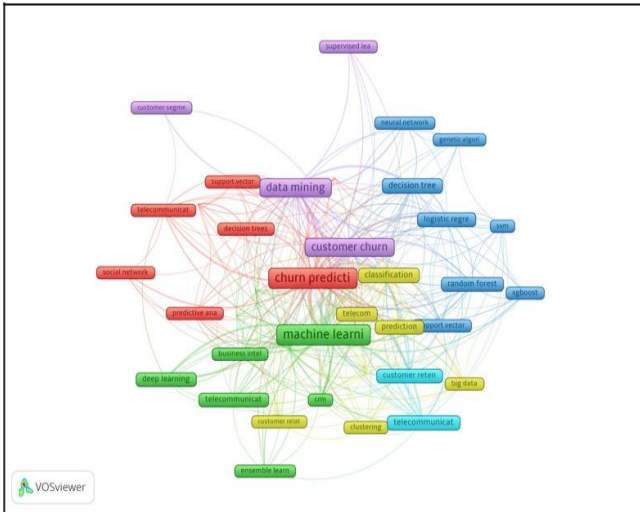 supervised lea
customer segme
neural network
genetic algori
support vector
data mining
decision tree
telecommunicat
decision trees
logistic regre
svm
customer churn
social network
churn predicti
classification
random forest
xgboost
predictive ana
telecom
prediction
upport vector
machine learni
business intel
deep learning
customer reten
big data
telecommunicat
crm
customer relat
clustering
telecommunicat
ensemble learn
VOSviewer